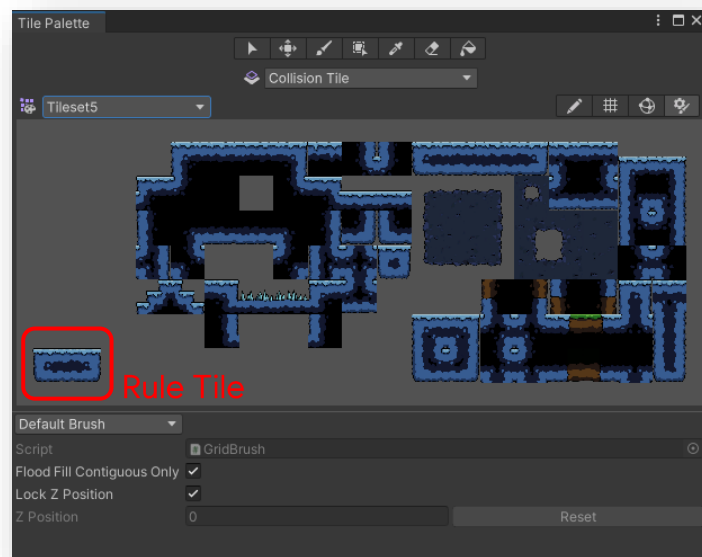 Tile Palette
Collision Tile
Tileset5
Rule Tile
Default Brush
Script GridBrush
Flood Fill Contiguous Only
Lock Z Position
Z Position 0 Reset